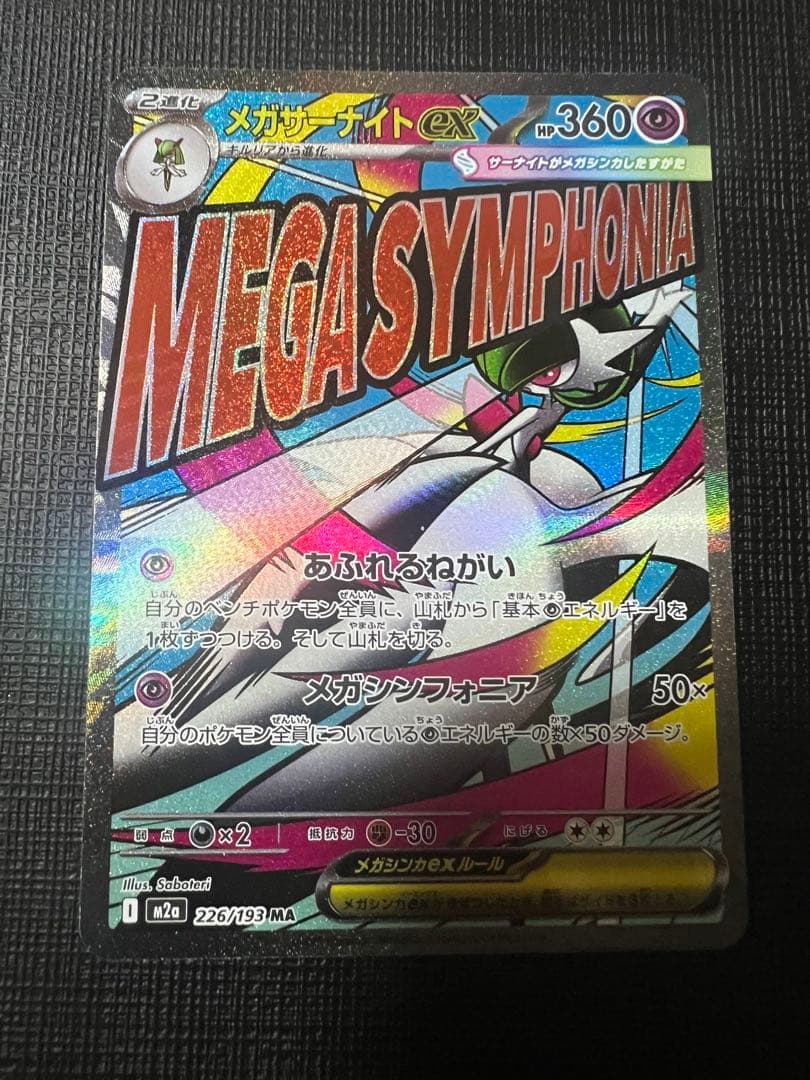 2進化
メガサーナイトex
HP360
キルリアから進化
サーナイトがメガシンカしたすがた
MEGA SYMPHONIA
あふれるねがい
自分のベンチポケモン全員に、山札から「基本エネルギー」を
1枚ずつつける。そして山札を切る。
メガシンフォニア 50×
自分のポケモン全員についているエネルギーの数×50ダメージ。
弱点 ×2 抵抗力 -30 にげる
メガシンカexルール
Illus. Saboteri
I m2a 226/193 MA